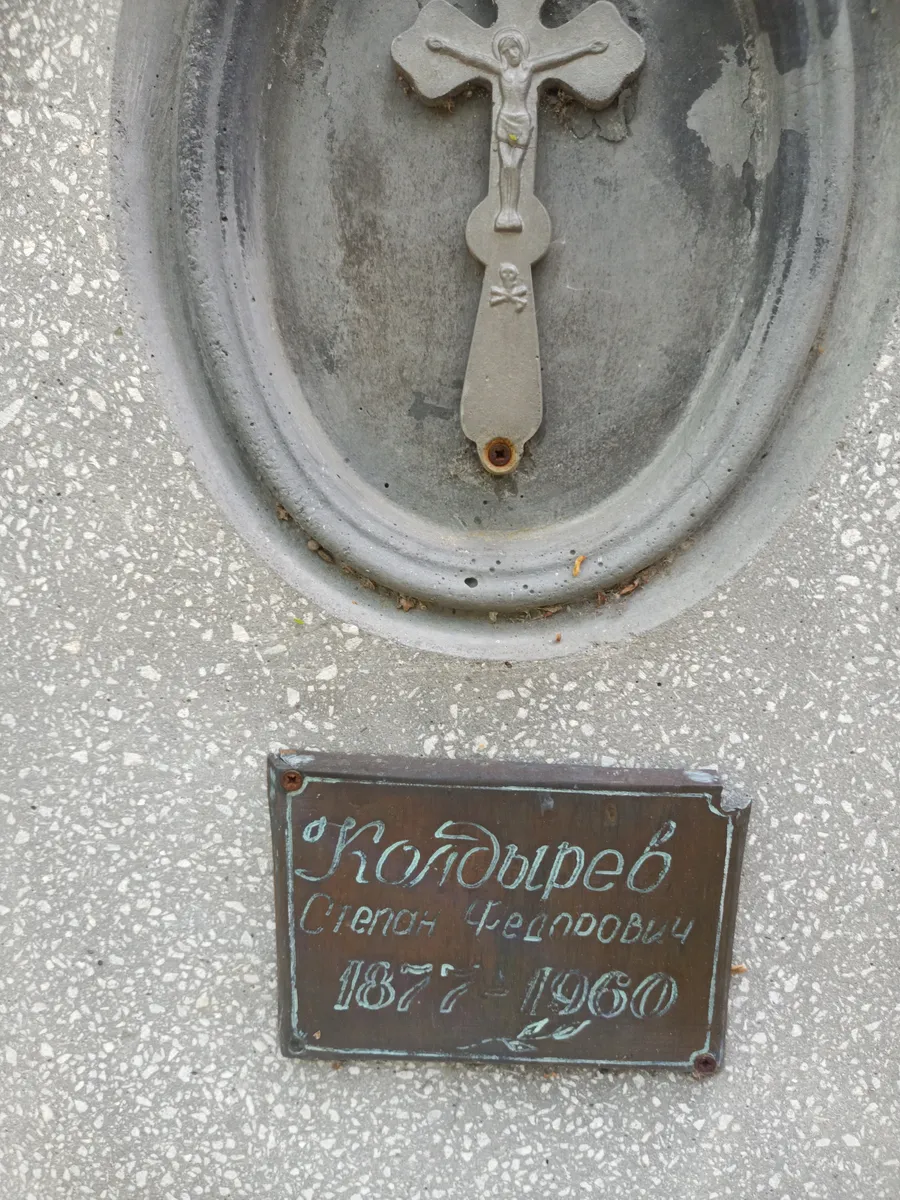 Колдырев
Степан Федорович
1877-1960